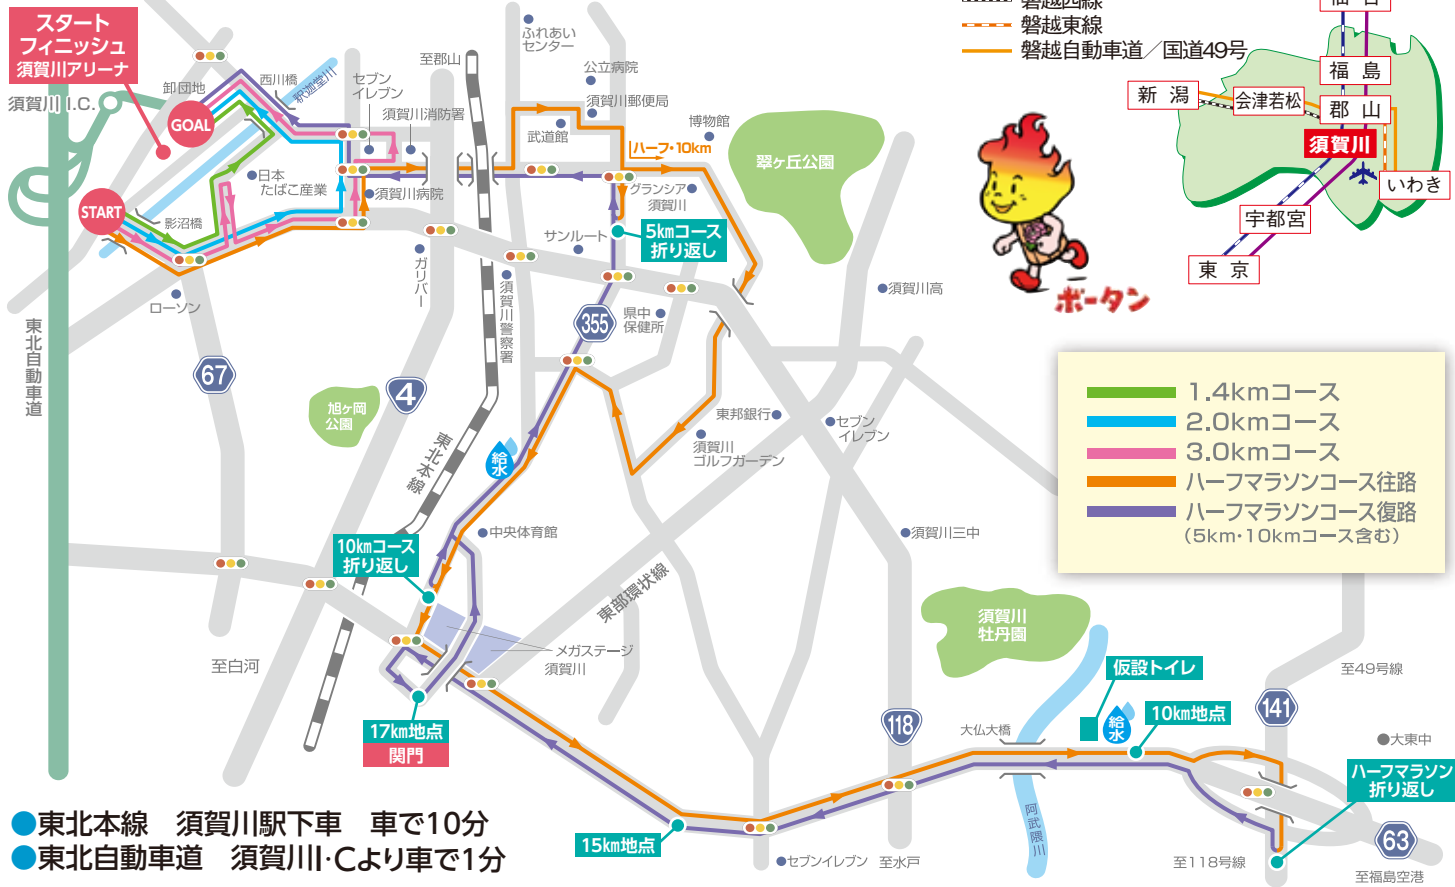 スタート
フィニッシュ
須賀川アリーナ
須賀川 I.C.
卸団地
西川橋
釈迦堂川
GOAL
START
セブン
イレブン
須賀川消防署
至郡山
ふれあい
センター
公立病院
須賀川郵便局
武道館
博物館
ハーフ・10km
翠ヶ丘公園
日本
たばこ産業
須賀川病院
影沼橋
グランシア
須賀川
5kmコース
折り返し
サンルート
ローソン
ガリバー
須賀川警察署
355
県中
保健所
須賀川高
東北自動車道
67
4
旭ヶ岡
公園
東北本線
給水
東邦銀行
セブン
イレブン
須賀川
ゴルフガーデン
中央体育館
須賀川三中
10kmコース
折り返し
東部環状線
メガステージ
須賀川
須賀川
牡丹園
至白河
17km地点
関門
仮設トイレ
給水
10km地点
118
大仏大橋
141
至49号線
大東中
ハーフマラソン
折り返し
15km地点
セブンイレブン
至水戸
阿武隈川
至118号線
63
至福島空港
磐越西線
磐越東線
磐越自動車道／国道49号
仙台
福島
新潟
会津若松
郡山
須賀川
いわき
宇都宮
東京
ボータン
1.4kmコース
2.0kmコース
3.0kmコース
ハーフマラソンコース往路
ハーフマラソンコース復路
(5km・10kmコース含む)
●東北本線　須賀川駅下車　車で10分
●東北自動車道　須賀川I・Cより車で1分